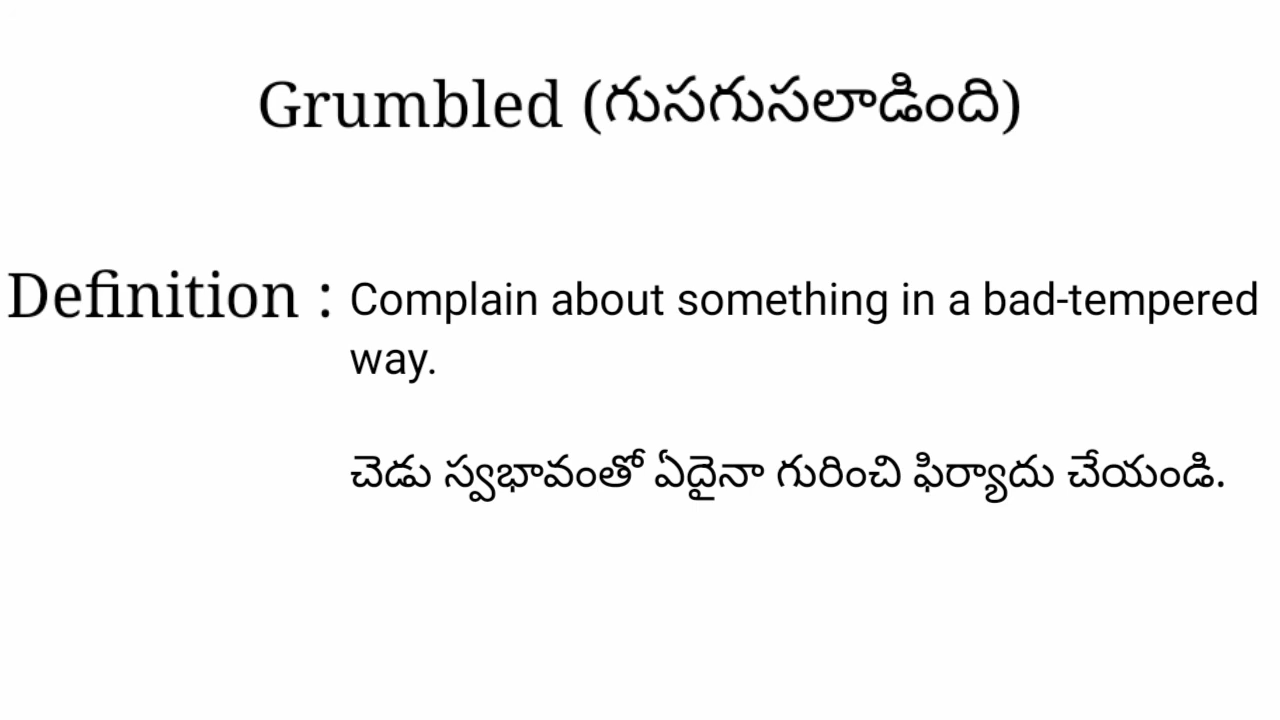 Grumbled (గుసగుసలాడింది)
Definition : Complain about something in a bad-tempered
way.
చెడు స్వభావంతో ఏదైనా గురించి ఫిర్యాదు చేయండి.